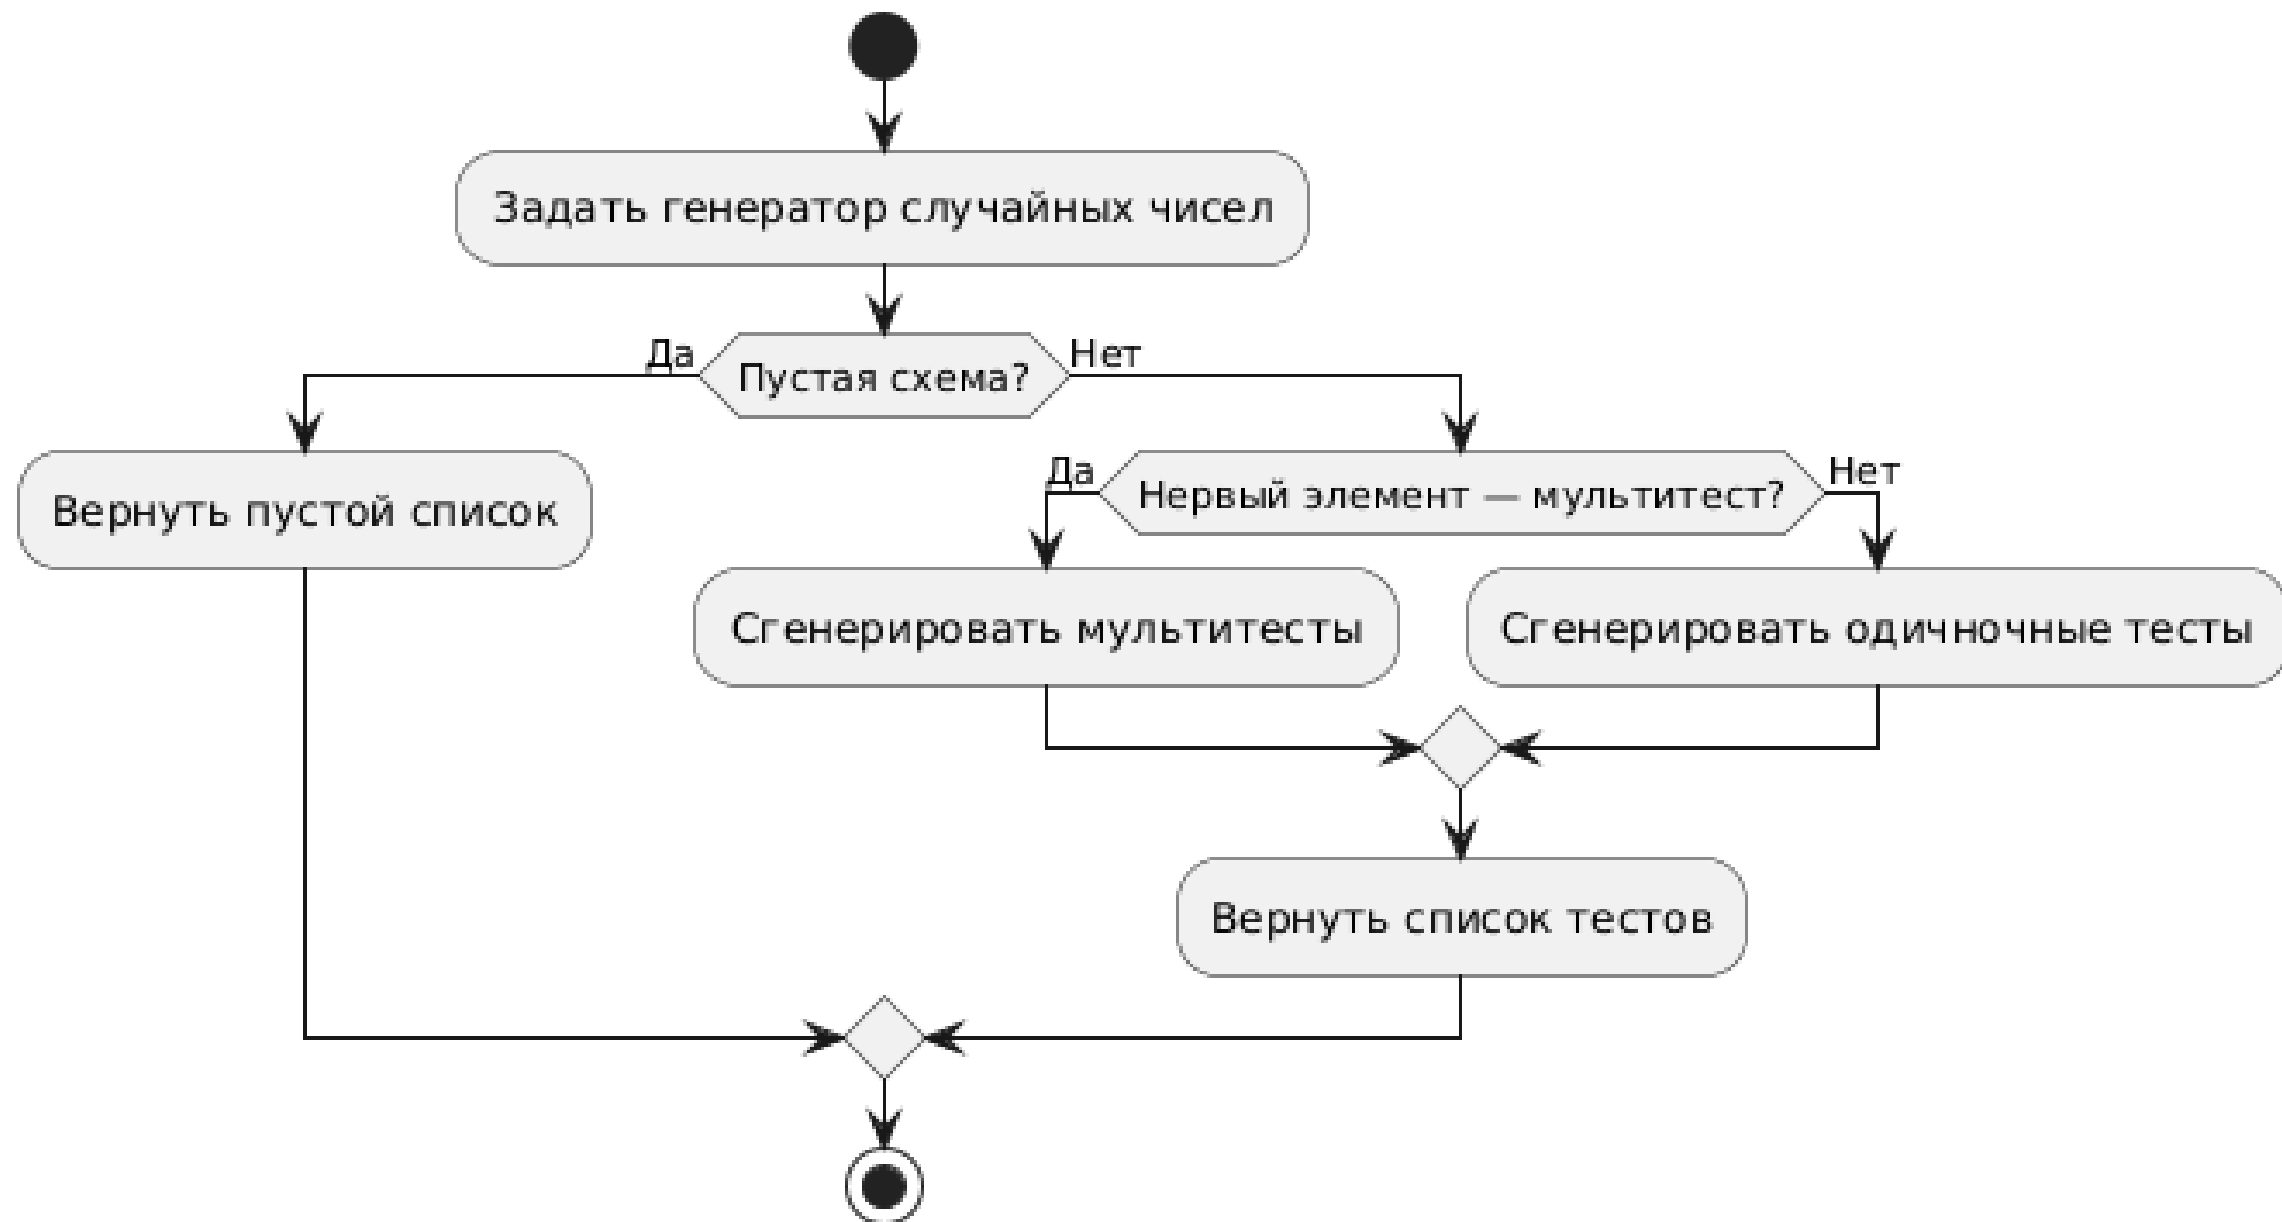 Задать генератор случайных чисел
Да
Пустая схема?
Нет
Вернуть пустой список
Да
Нервый элемент — мультитест?
Нет
Сгенерировать мультитесты
Сгенерировать одичночные тесты
Вернуть список тестов